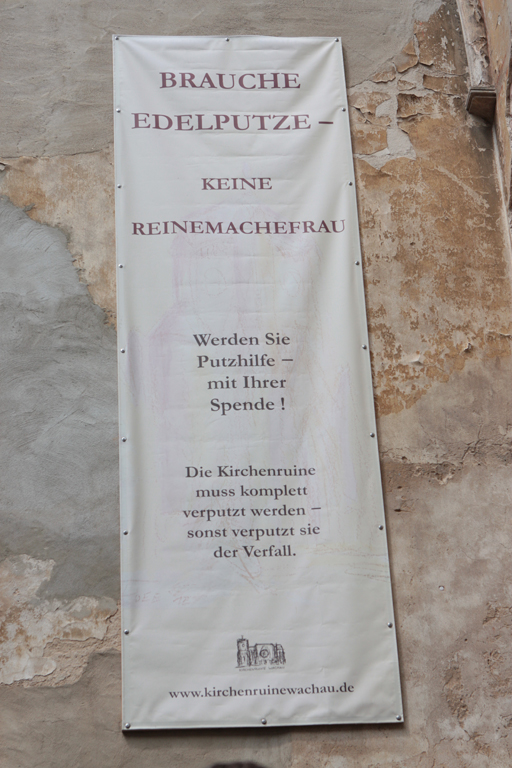 BRAUCHE
EDELPUTZE –
KEINE
REINEMACHEFRAU
Werden Sie
Putzhilfe –
mit Ihrer
Spende !
Die Kirchenruine
muss komplett
verputzt werden –
sonst verputzt sie
der Verfall.
www.kirchenruinewachau.de